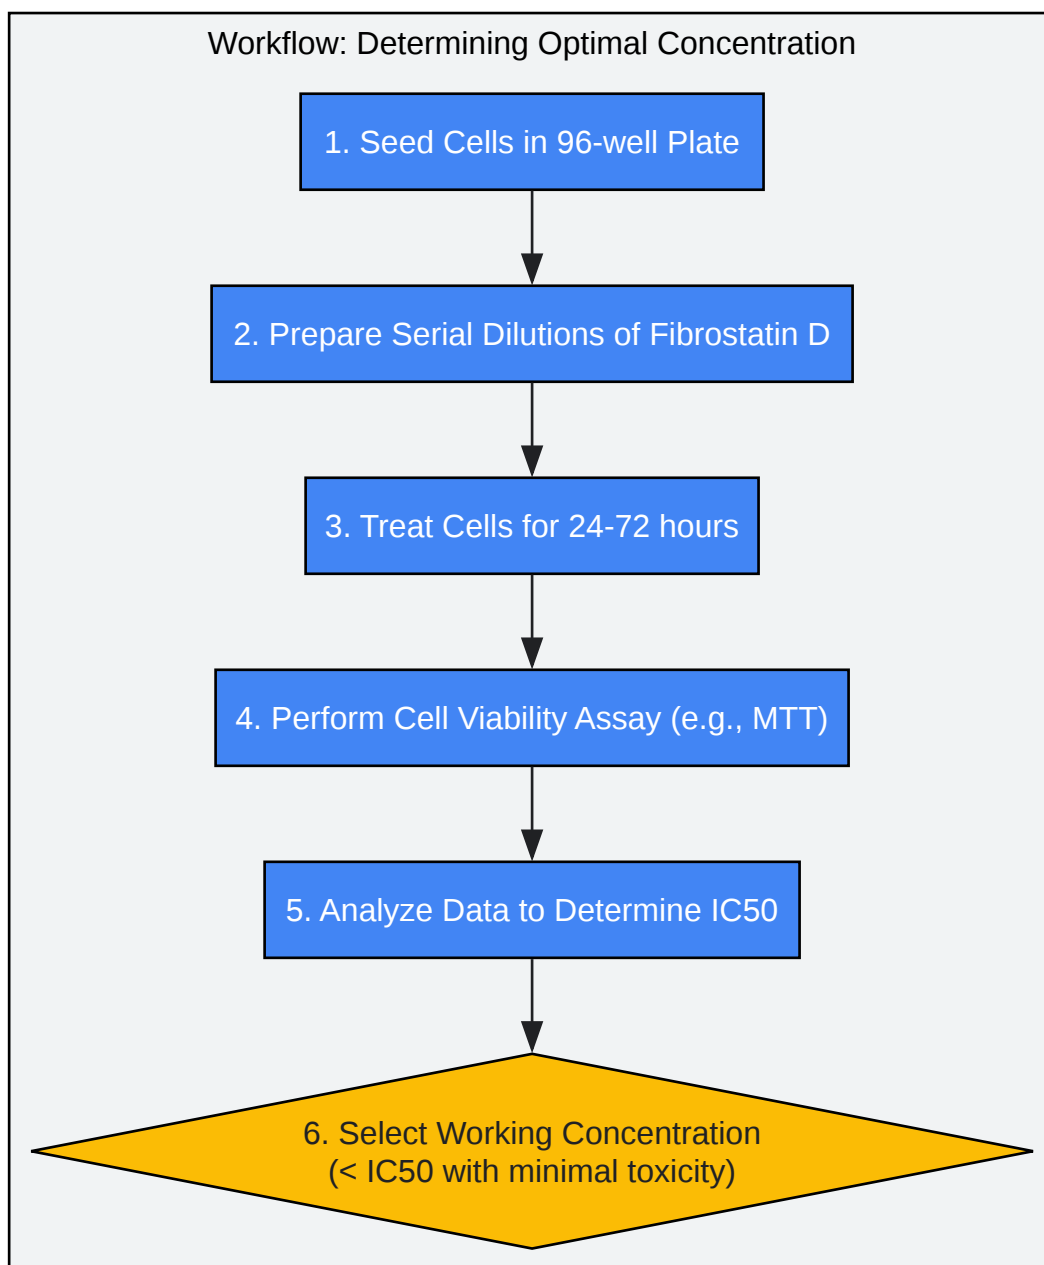 Workflow: Determining Optimal Concentration
1. Seed Cells in 96-well Plate
2. Prepare Serial Dilutions of Fibrostatin D
3. Treat Cells for 24-72 hours
4. Perform Cell Viability Assay (e.g., MTT)
5. Analyze Data to Determine IC50
6. Select Working Concentration
(< IC50 with minimal toxicity)